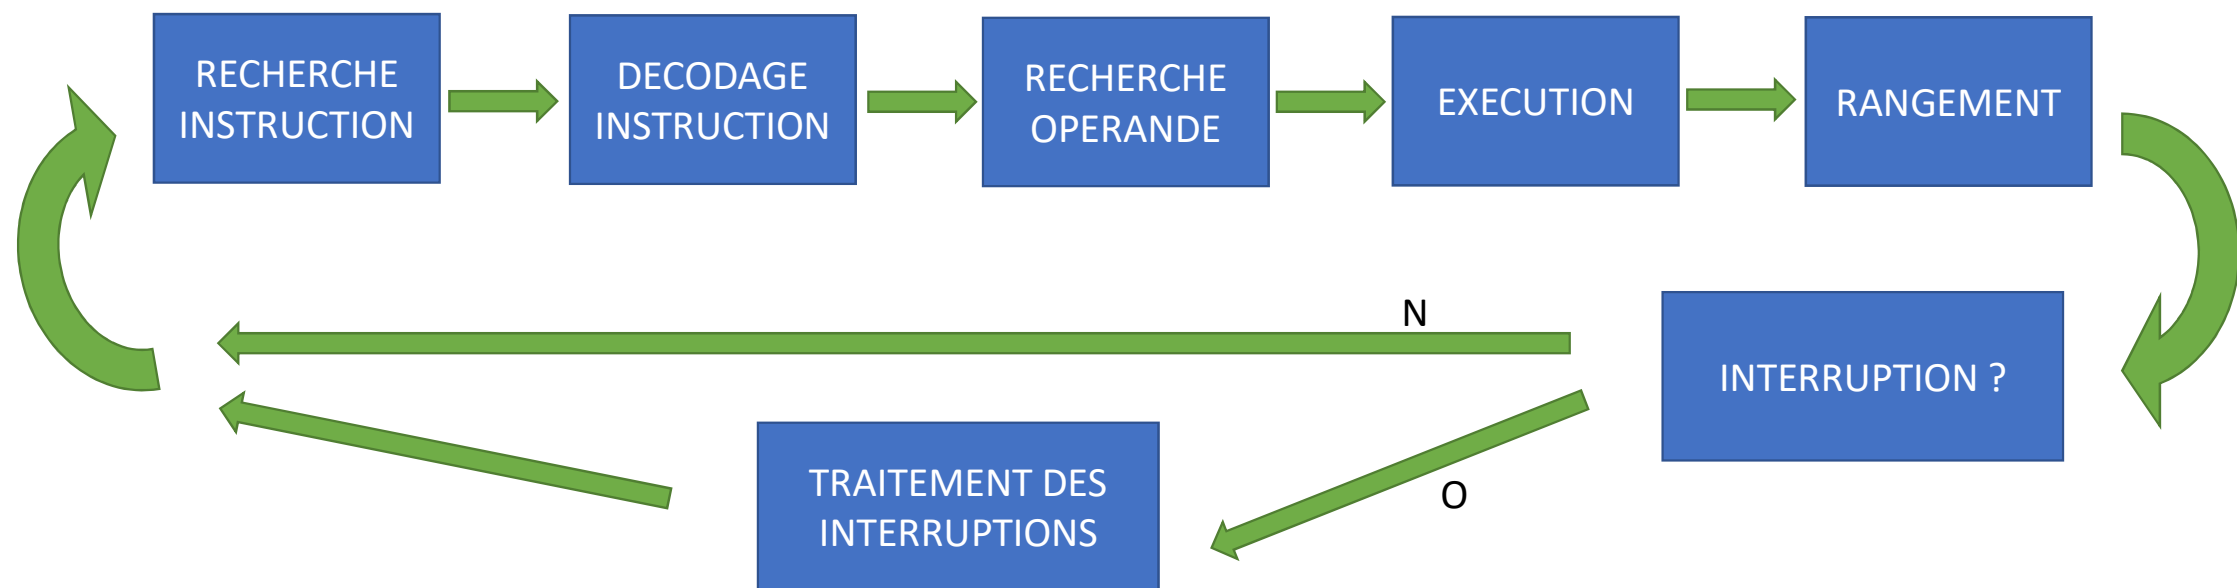 RECHERCHE
INSTRUCTION
DECODAGE
INSTRUCTION
RECHERCHE
OPERANDE
EXECUTION
RANGEMENT
N
INTERRUPTION ?
O
TRAITEMENT DES
INTERRUPTIONS